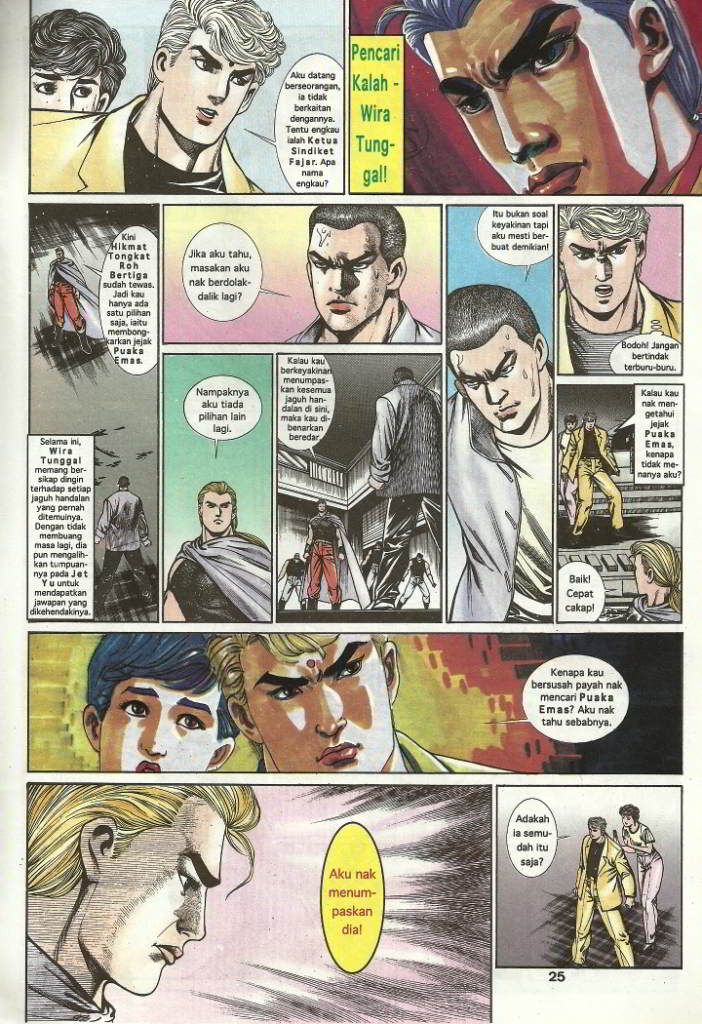 Aku datang
berseorangan,
ia tidak
berkaitan
dengannya.
Tentu engkau
ialah Ketua
Sindiket
Fajar. Apa
nama
engkau?
Pencari
Kalah -
Wira
Tung-
gal!
Kini
Hikmat
Tongkat
Roh
Bertiga
sudah tewas.
Jadi kau
hanya ada
satu pilihan
saja, iaitu
membong-
karkan jejak
Puaka
Emas.
Jika aku tahu,
masakan aku
nak berdolak-
dalik lagi?
Itu bukan soal
keyakinan tapi
aku mesti ber-
buat demikian!
Bodoh! Jangan
bertindak
terburu-buru.
Selama ini,
Wira
Tunggal
memang ber-
sikap dingin
terhadap setiap
jaguh handalan
yang pernah
ditemuinya.
Dengan tidak
membuang
masa lagi, dia
pun mengalih-
kan tumpuan-
nya pada Jet
Yu untuk
mendapatkan
jawapan yang
dikehendakinya.
Nampaknya
aku tiada
pilihan lain
lagi.
Kalau kau
berkeyakinan
menumpas-
kan kesemua
jaguh han-
dalan di sini,
maka kau di-
benarkan
beredar.
Kalau kau
nak men-
getahui
jejak
Puaka
Emas,
kenapa
tidak me-
nanya aku?
Baik!
Cepat
cakap!
Kenapa kau
bersusah payah nak
mencari Puaka
Emas? Aku nak
tahu sebabnya.
Aku nak
menum-
paskan
dia!
Adakah
ia semu-
dah itu
saja?
25